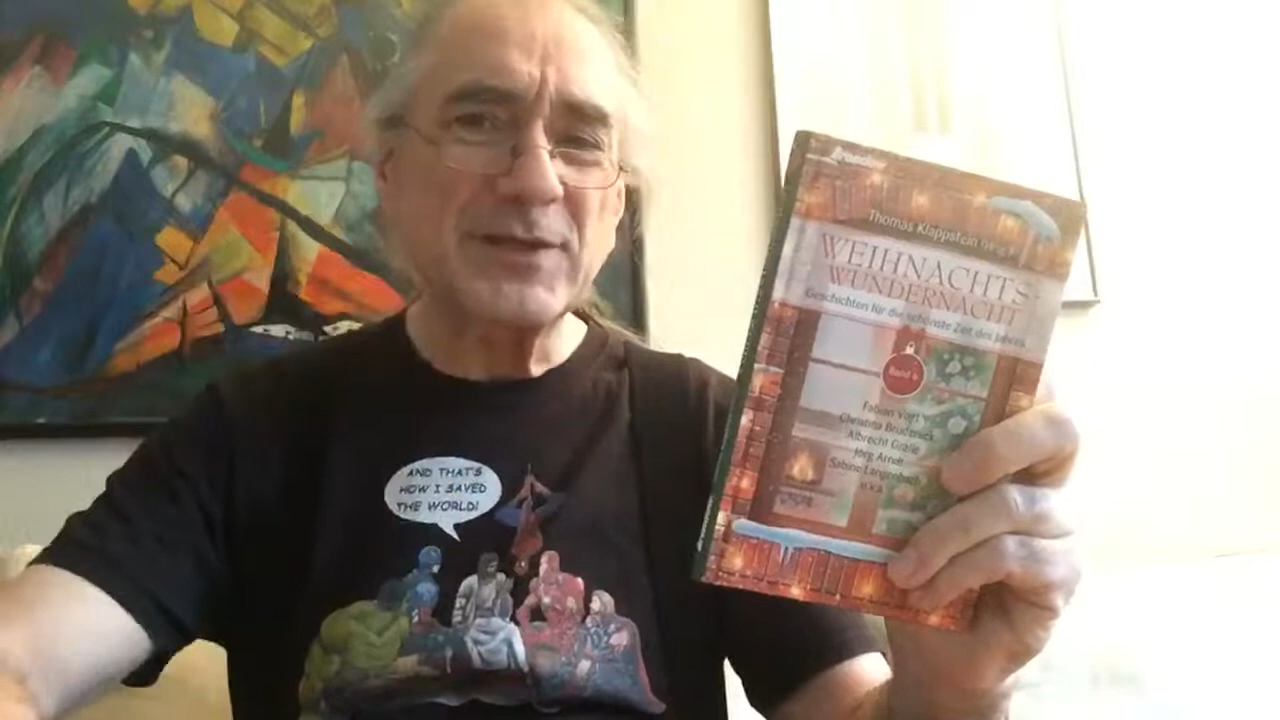 Thomas Klappstein
WEIHNACHTS-
WUNDERNACHT
Geschichten für die schönste Zeit des Jahres
Band 6
Fabian Vogt
Christina Brudereck
Albrecht Gralle
Jörg Arndt
Sabine Langenbach
u.v.a.
AND THAT'S
HOW I SAVED
THE WORLD!